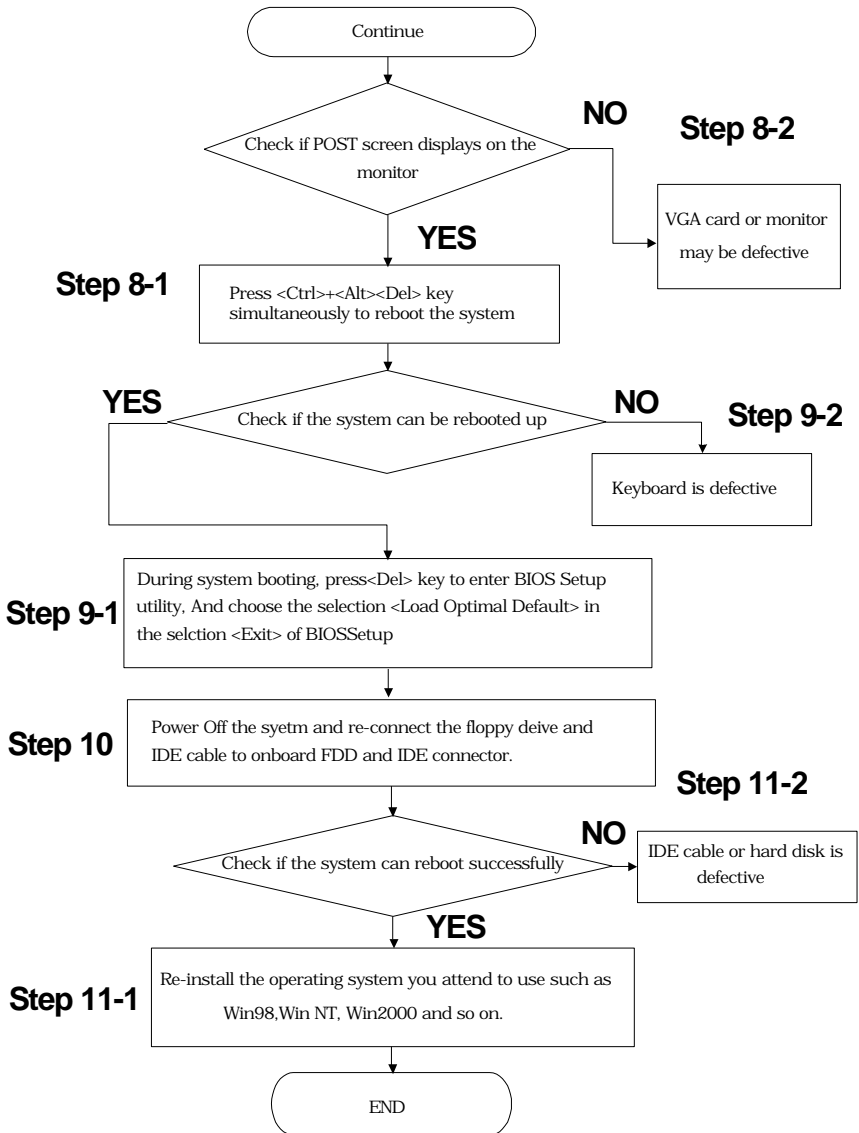 Continue
Check if POST screen displays on the
monitor
NO
Step 8-2
VGA card or monitor
may be defective
YES
Step 8-1
Press <Ctrl>+<Alt><Del> key
simultaneously to reboot the system
YES
Check if the system can be rebooted up
NO
Step 9-2
Keyboard is defective
Step 9-1
During system booting, press<Del> key to enter BIOS Setup
utility, And choose the selection <Load Optimal Default> in
the selction <Exit> of BIOSSetup
Step 10
Power Off the syetm and re-connect the floppy deive and
IDE cable to onboard FDD and IDE connector.
Step 11-2
Check if the system can reboot successfully
NO
IDE cable or hard disk is
defective
YES
Step 11-1
Re-install the operating system you attend to use such as
Win98,Win NT, Win2000 and so on.
END